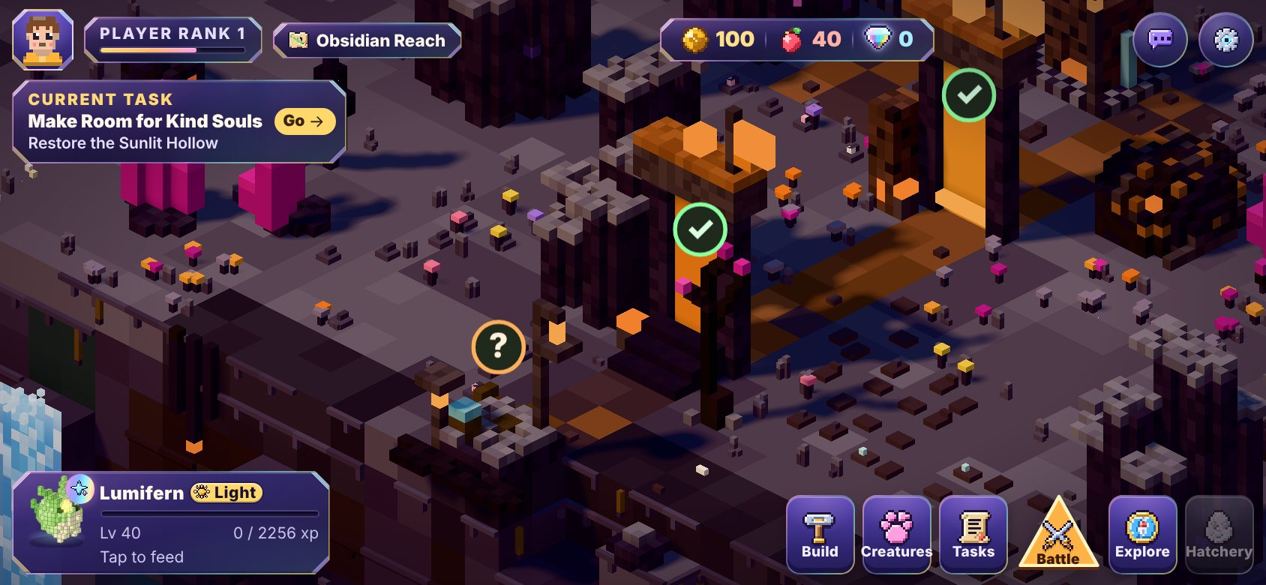 PLAYER RANK 1
Obsidian Reach
100
40
0
CURRENT TASK
Make Room for Kind Souls
Go →
Restore the Sunlit Hollow
?
Lumifern
Light
Lv 40
0 / 2256 xp
Tap to feed
Build
Creatures
Tasks
Battle
Explore
Hatchery